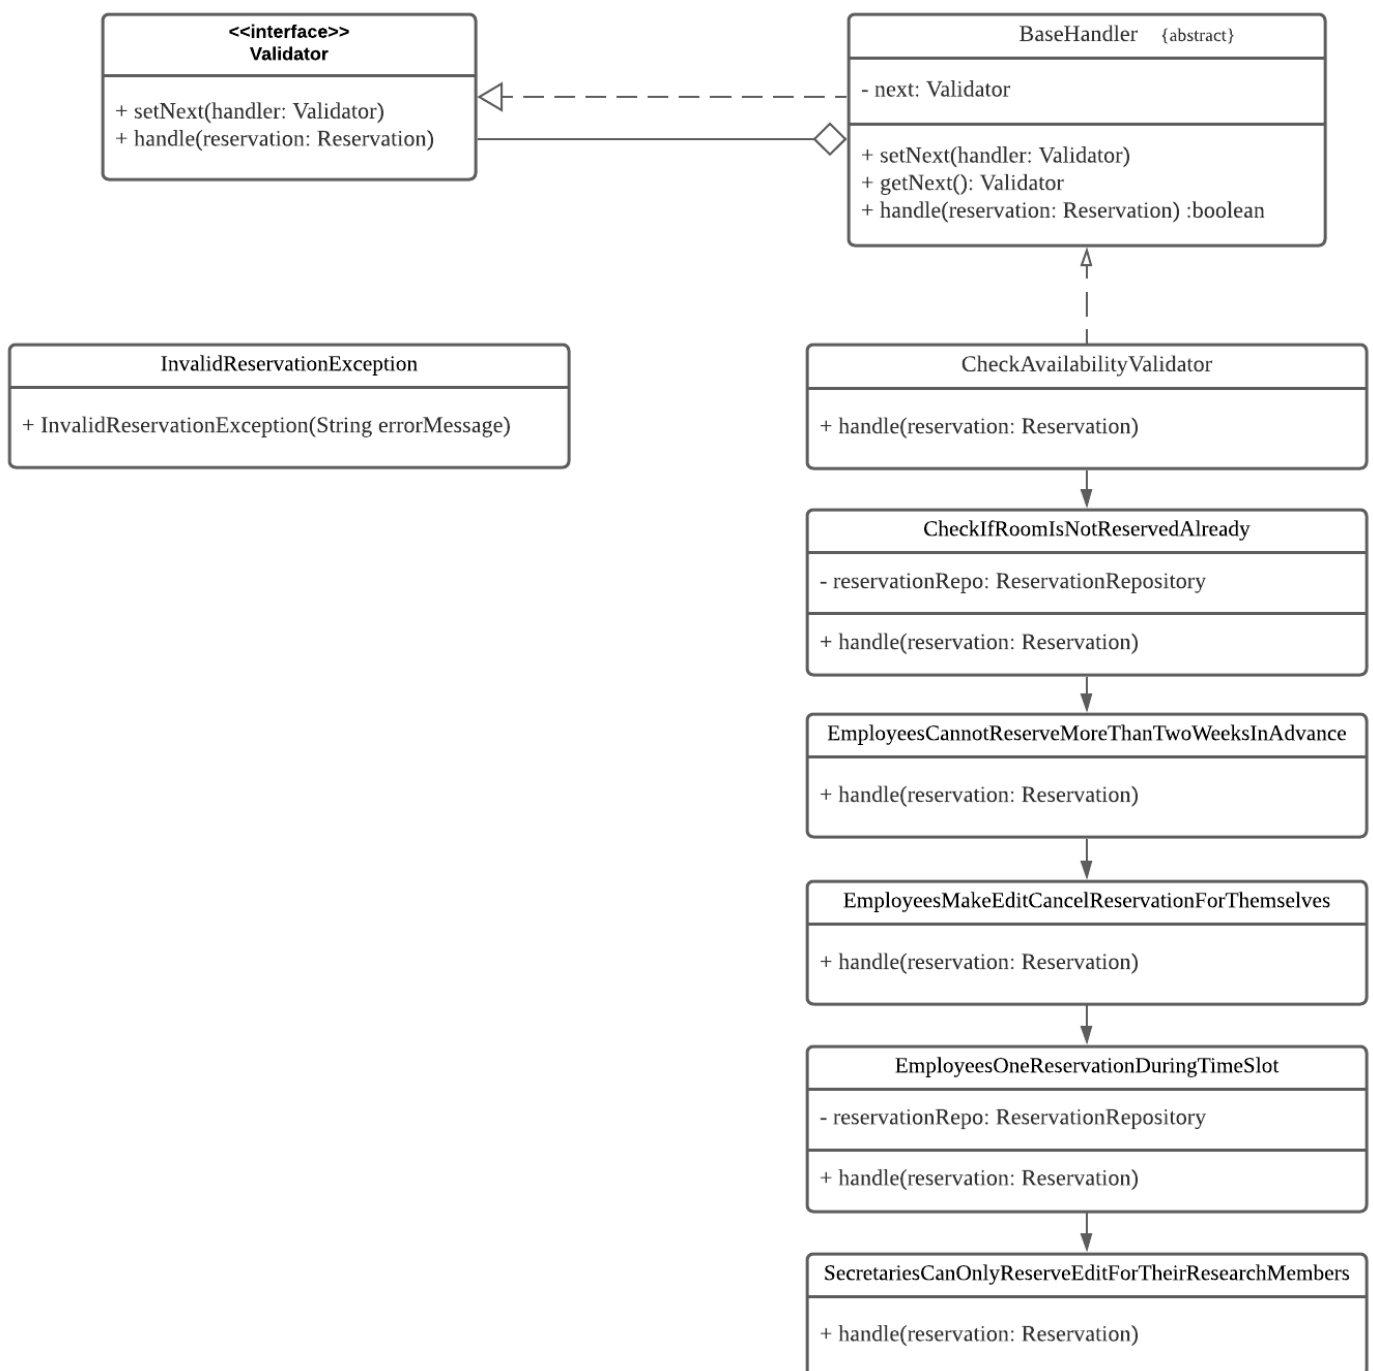 <<interface>>
Validator
+ setNext(handler: Validator)
+ handle(reservation: Reservation)
BaseHandler {abstract}
- next: Validator
+ setNext(handler: Validator)
+ getNext(): Validator
+ handle(reservation: Reservation) :boolean
InvalidReservationException
+ InvalidReservationException(String errorMessage)
CheckAvailabilityValidator
+ handle(reservation: Reservation)
CheckIfRoomIsNotReservedAlready
- reservationRepo: ReservationRepository
+ handle(reservation: Reservation)
EmployeesCannotReserveMoreThanTwoWeeksInAdvance
+ handle(reservation: Reservation)
EmployeesMakeEditCancelReservationForThemselves
+ handle(reservation: Reservation)
EmployeesOneReservationDuringTimeSlot
- reservationRepo: ReservationRepository
+ handle(reservation: Reservation)
SecretariesCanOnlyReserveEditForTheirResearchMembers
+ handle(reservation: Reservation)